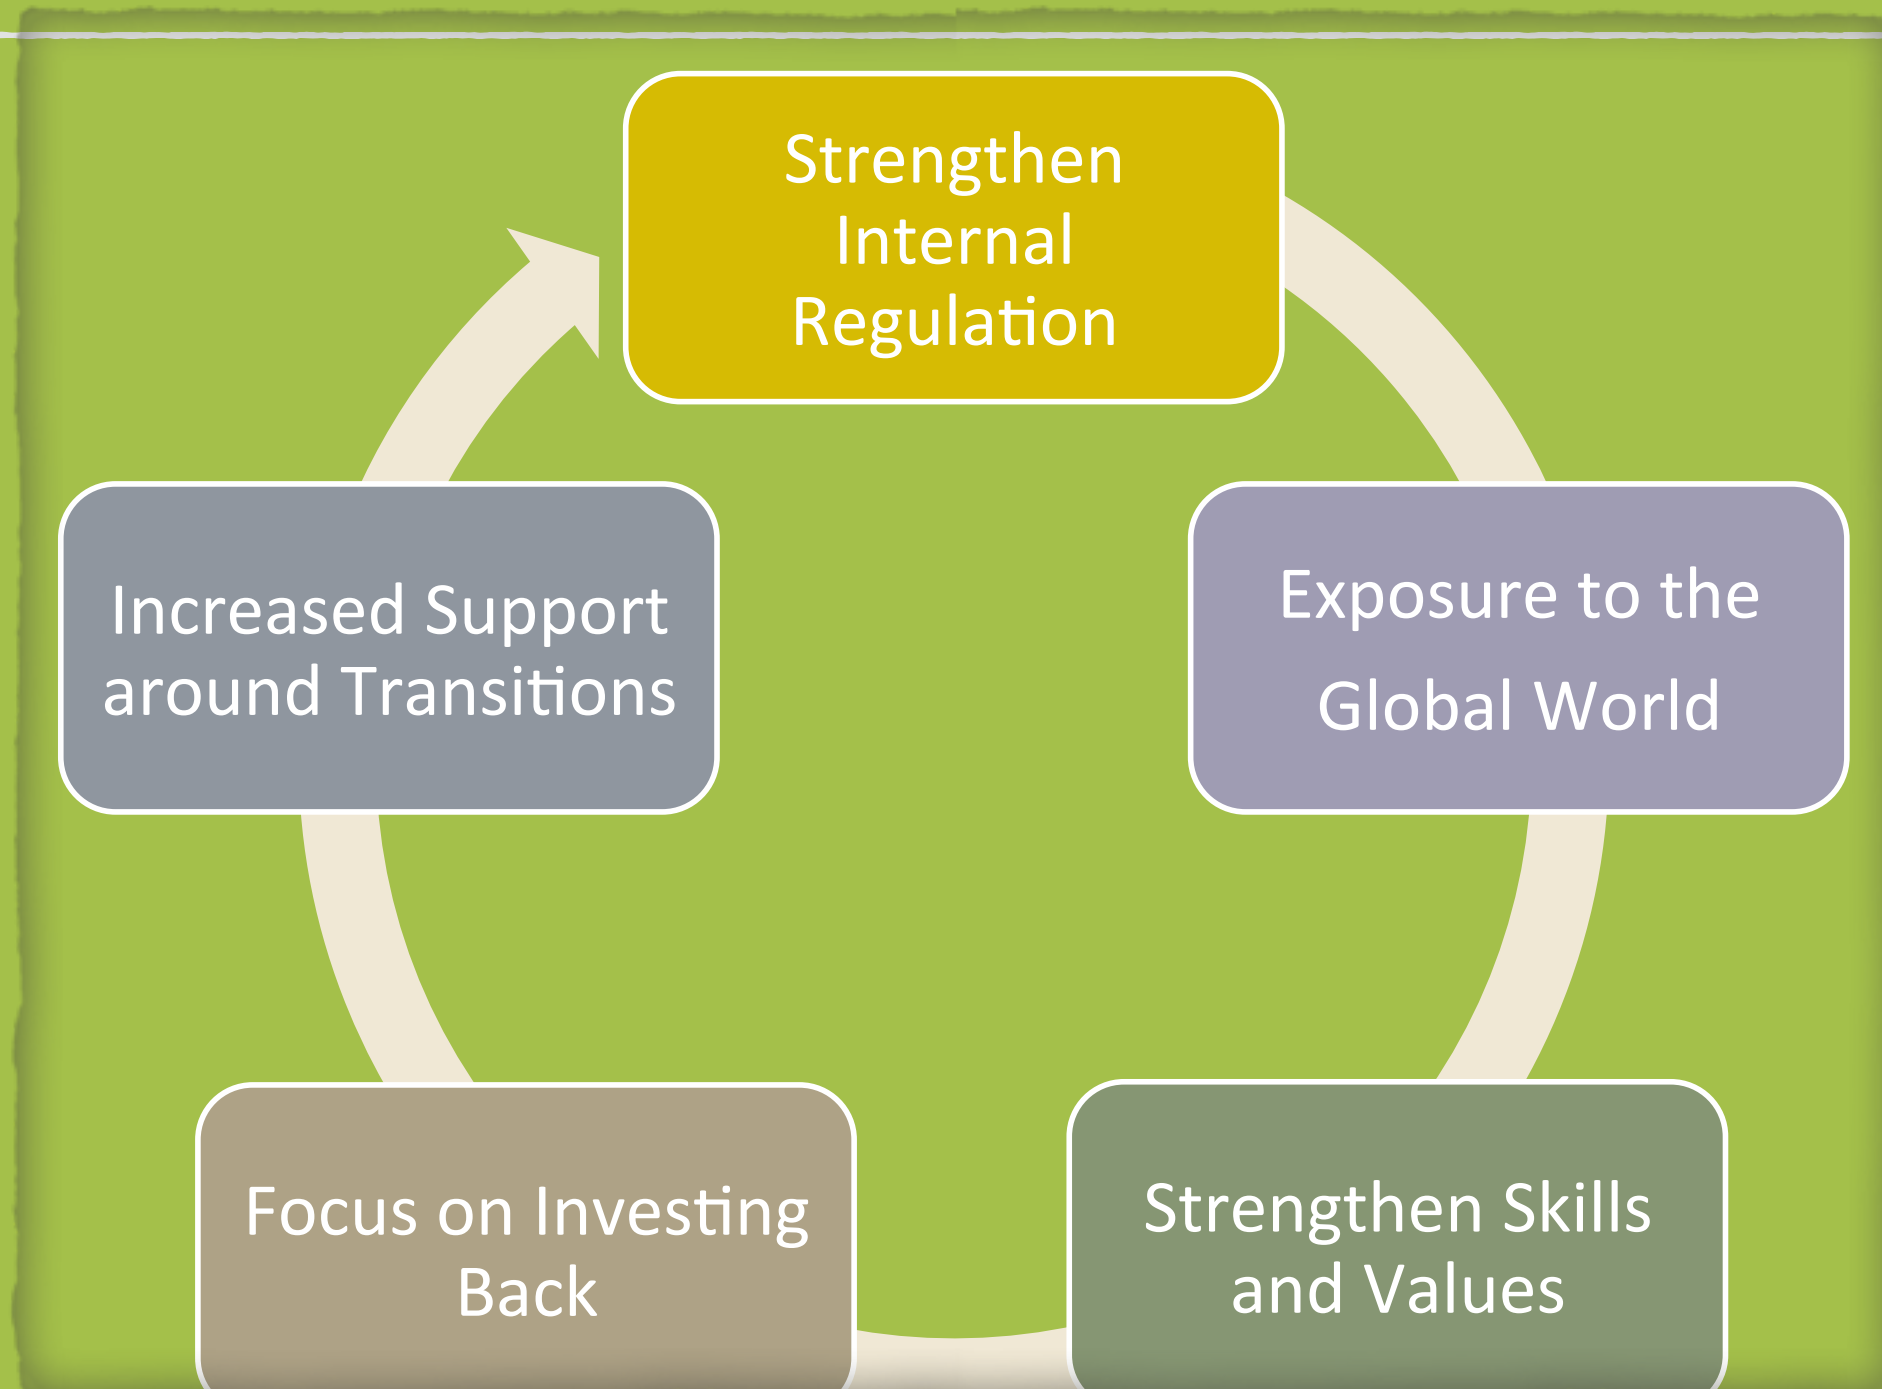 Strengthen
Internal
Regulation
Exposure to the
Global World
Strengthen Skills
and Values
Focus on Investing
Back
Increased Support
around Transitions